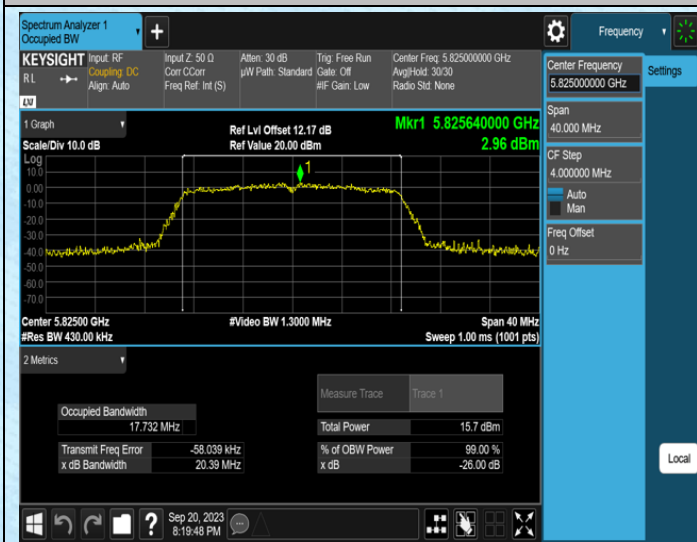 Spectrum Analyzer 1
Occupied BW
Frequency
KEYSIGHT
RL
LXI
Input: RF
Coupling: DC
Align: Auto
Input Z: 50 Ω
Corr CCorr
Freq Ref: Int (S)
Atten: 30 dB
µW Path: Standard
Trig: Free Run
Gate: Off
#IF Gain: Low
Center Freq: 5.825000000 GHz
Avg|Hold: 30/30
Radio Std: None
Center Frequency
5.825000000 GHz
Settings
Span
40.000 MHz
CF Step
4.000000 MHz
Auto
Man
Freq Offset
0 Hz
1 Graph
Scale/Div 10.0 dB
Ref Lvl Offset 12.17 dB
Ref Value 20.00 dBm
Mkr1 5.825640000 GHz
2.96 dBm
Log
10.0
0.00
-10.0
-20.0
-30.0
-40.0
-50.0
-60.0
-70.0
1
Center 5.82500 GHz
#Res BW 430.00 kHz
#Video BW 1.3000 MHz
Span 40 MHz
Sweep 1.00 ms (1001 pts)
2 Metrics
Measure Trace Trace 1
Occupied Bandwidth
17.732 MHz
Total Power 15.7 dBm
Transmit Freq Error -58.039 kHz
% of OBW Power 99.00 %
x dB Bandwidth 20.39 MHz
x dB -26.00 dB
Local
?
Sep 20, 2023
8:19:48 PM